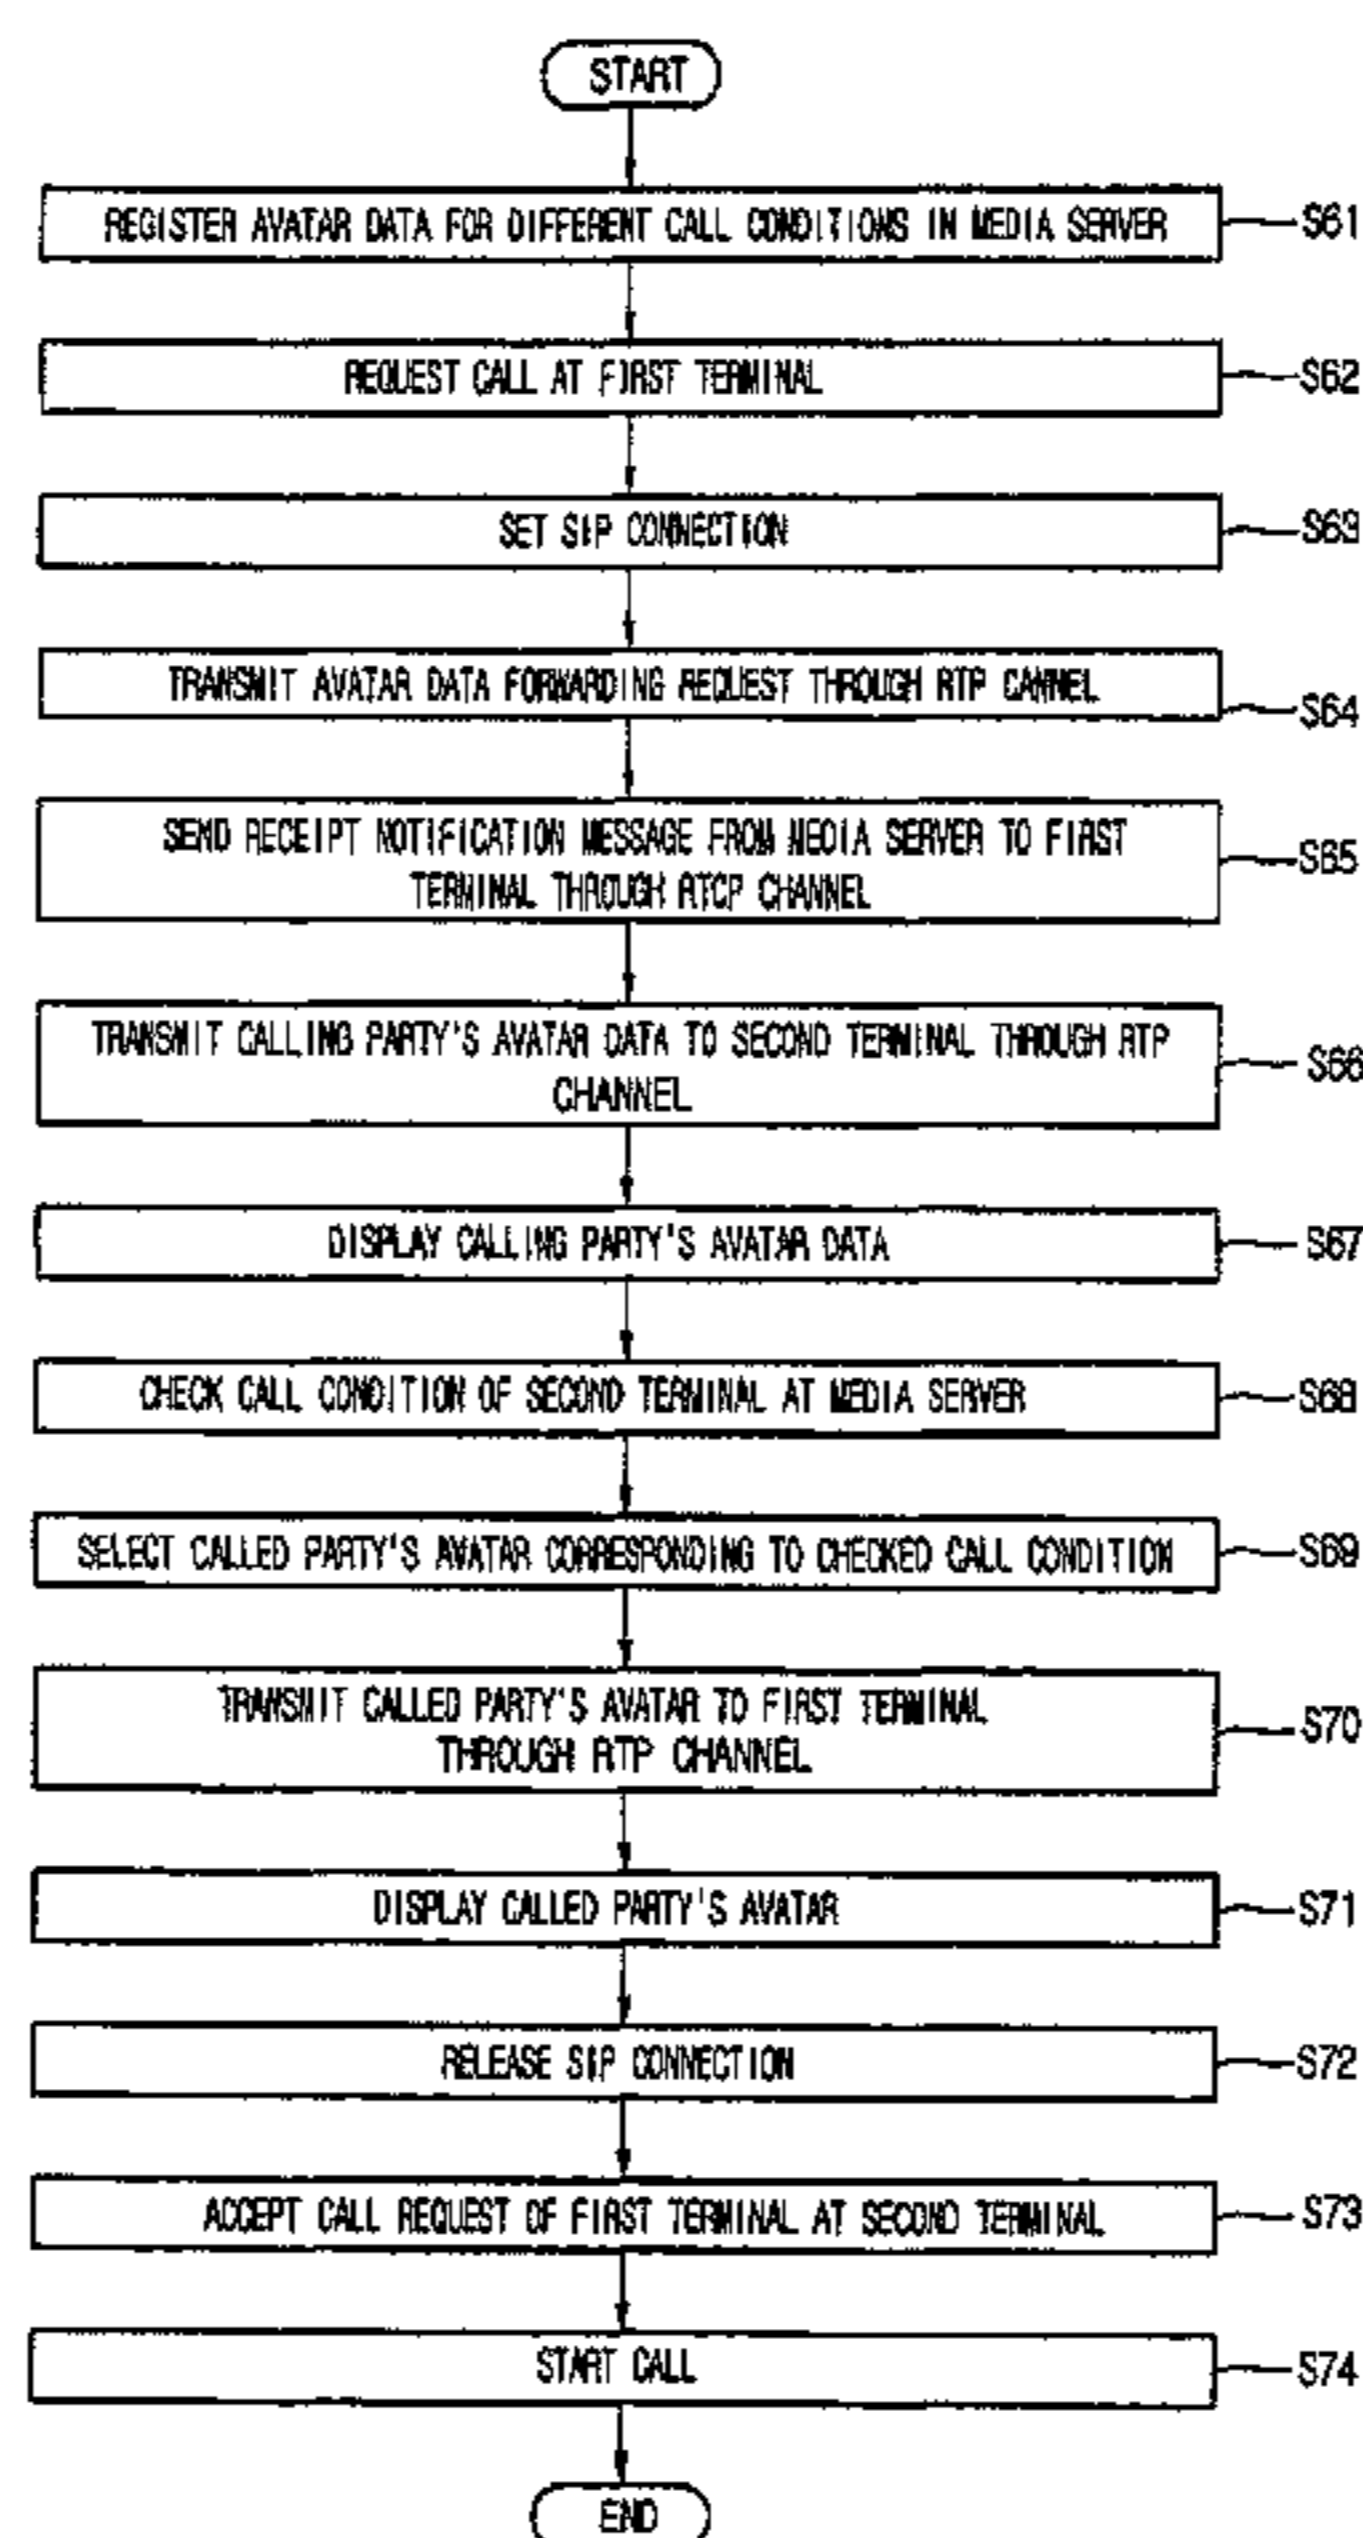 START
REGISTER AVATAR DATA FOR DIFFERENT CALL CONDITIONS IN MEDIA SERVER
S61
REQUEST CALL AT FIRST TERMINAL
S62
SET SIP CONNECTION
S63
TRANSMIT AVATAR DATA FORWARDING REQUEST THROUGH RTP CANNEL
S64
SEND RECEIPT NOTIFICATION MESSAGE FROM MEDIA SERVER TO FIRST
TERMINAL THROUGH RTCP CHANNEL
S65
TRANSMIT CALLING PARTY'S AVATAR DATA TO SECOND TERMINAL THROUGH RTP
CHANNEL
S66
DISPLAY CALLING PARTY'S AVATAR DATA
S67
CHECK CALL CONDITION OF SECOND TERMINAL AT MEDIA SERVER
S68
SELECT CALLED PARTY'S AVATAR CORRESPONDING TO CHECKED CALL CONDITION
S69
TRANSMIT CALLED PARTY'S AVATAR TO FIRST TERMINAL
THROUGH RTP CHANNEL
S70
DISPLAY CALLED PARTY'S AVATAR
S71
RELEASE SIP CONNECTION
S72
ACCEPT CALL REQUEST OF FIRST TERMINAL AT SECOND TERMINAL
S73
START CALL
S74
END